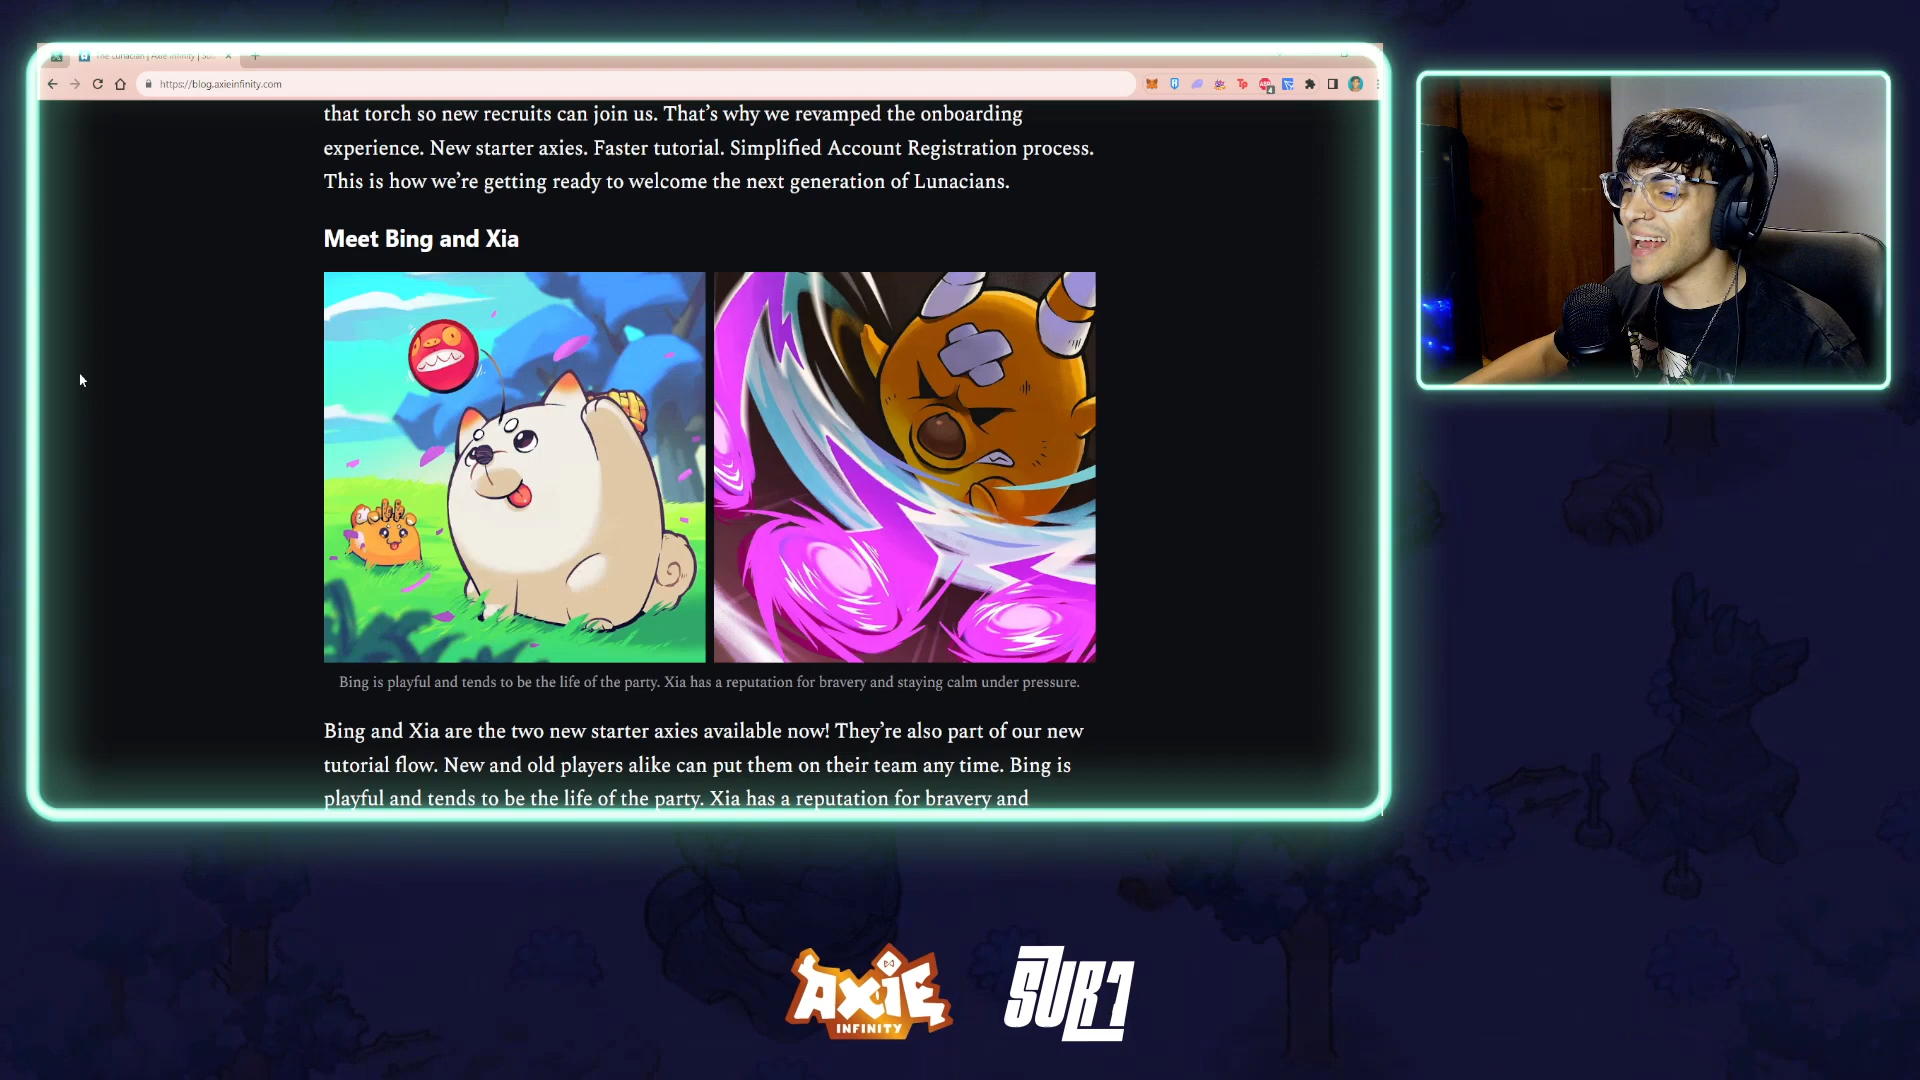 The Lunacian | Axie Infinity | Su
https://blog.axieinfinity.com
that torch so new recruits can join us. That's why we revamped the onboarding
experience. New starter axies. Faster tutorial. Simplified Account Registration process.
This is how we're getting ready to welcome the next generation of Lunacians.
Meet Bing and Xia
Bing is playful and tends to be the life of the party. Xia has a reputation for bravery and staying calm under pressure.
Bing and Xia are the two new starter axies available now! They're also part of our new
tutorial flow. New and old players alike can put them on their team any time. Bing is
playful and tends to be the life of the party. Xia has a reputation for bravery and
AXIE
INFINITY
SUR1